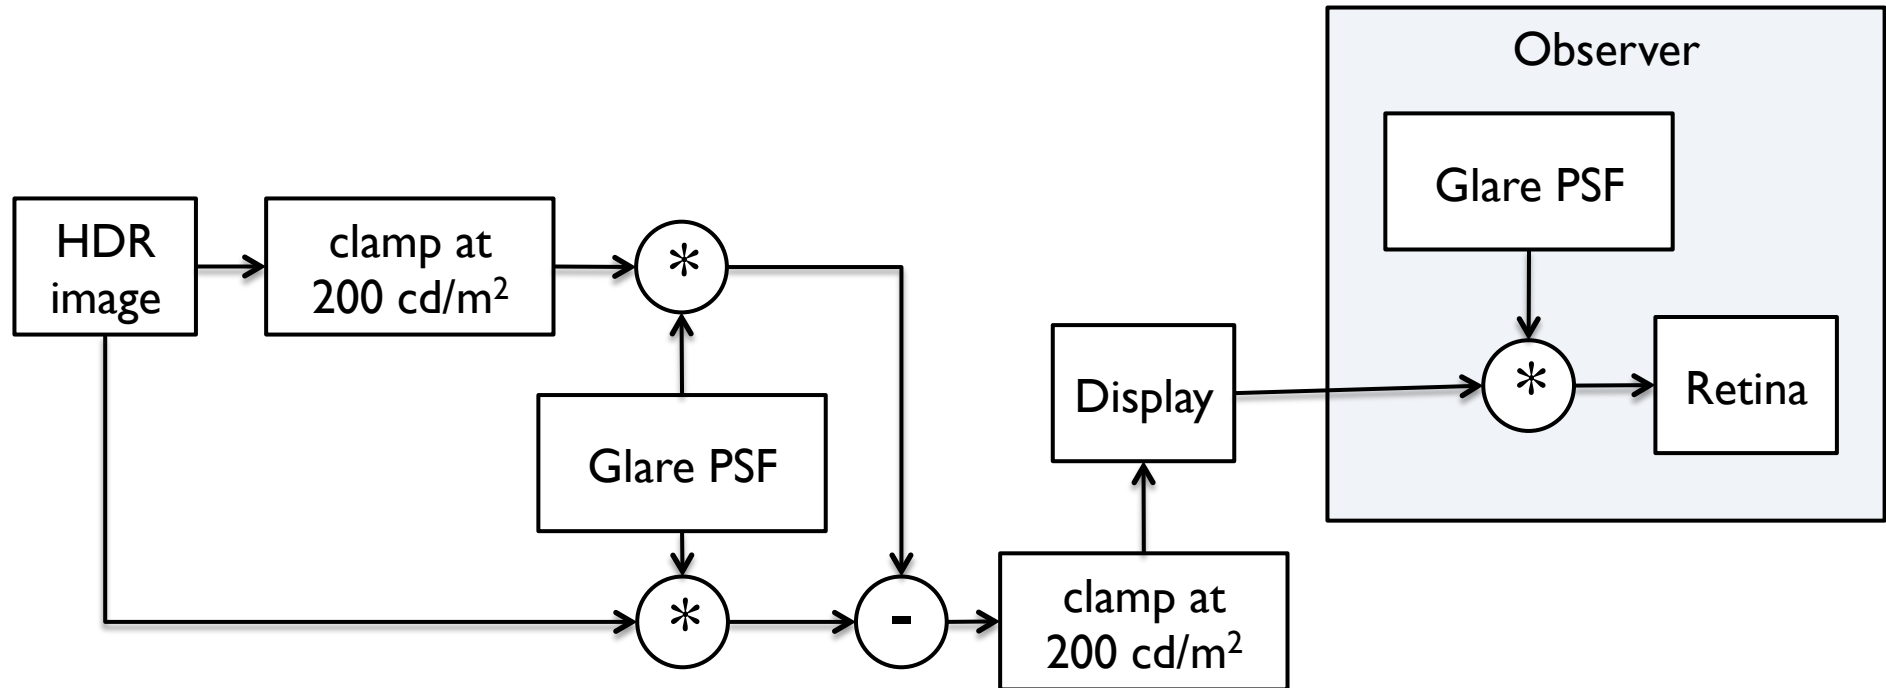 Observer
Glare PSF
HDR
image
clamp at
200 cd/m²
*
Glare PSF
Display
*
Retina
*
-
clamp at
200 cd/m²